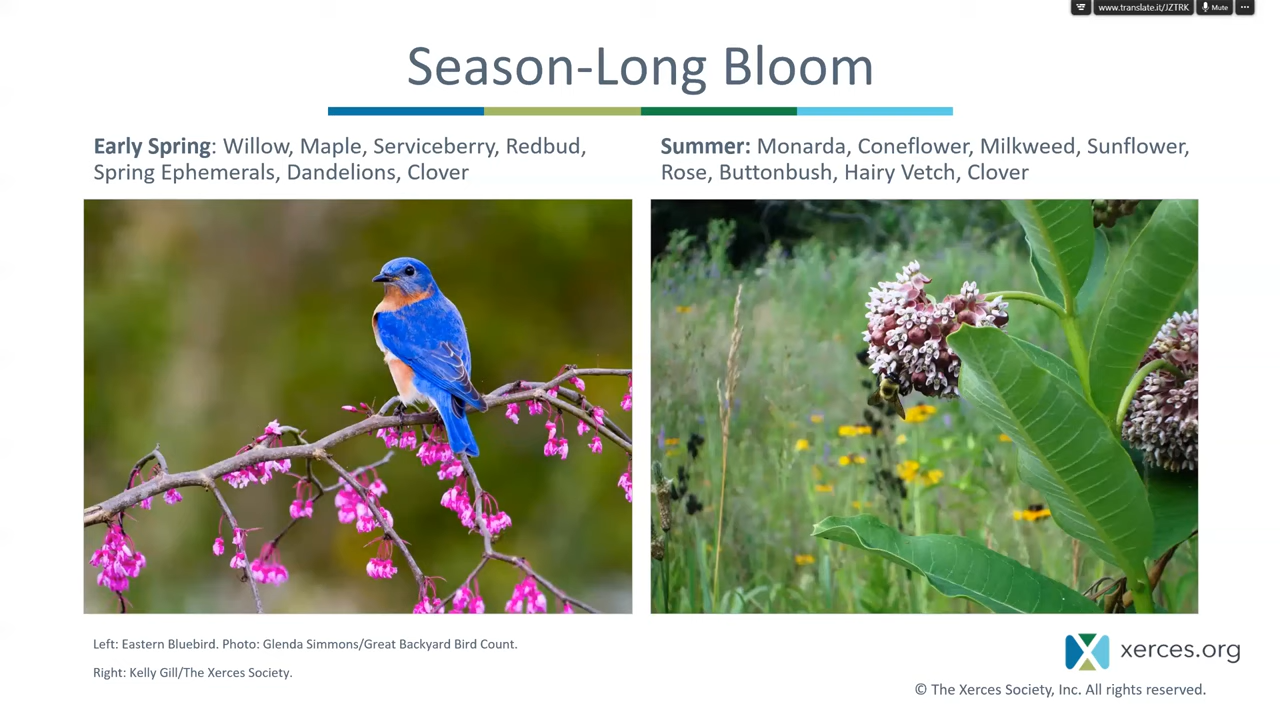 www.translate.it/JZTRK
Mute
Season-Long Bloom
Early Spring: Willow, Maple, Serviceberry, Redbud,
Spring Ephemerals, Dandelions, Clover
Summer: Monarda, Coneflower, Milkweed, Sunflower,
Rose, Buttonbush, Hairy Vetch, Clover
Left: Eastern Bluebird. Photo: Glenda Simmons/Great Backyard Bird Count.
Right: Kelly Gill/The Xerces Society.
xerces.org
© The Xerces Society, Inc. All rights reserved.